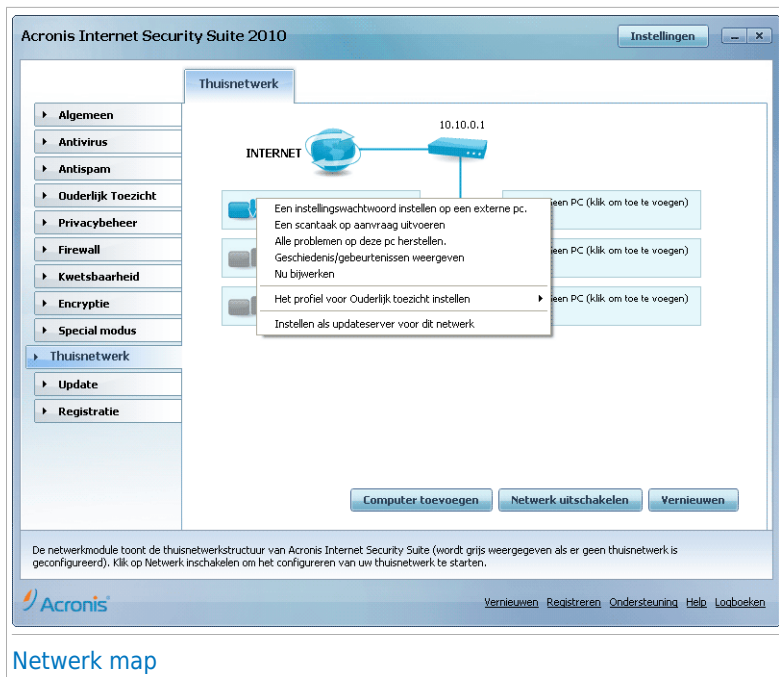 Acronis Internet Security Suite 2010
Instellingen
Thuisnetwerk
Algemeen
Antivirus
Antispam
Ouderlijk Toezicht
Privacybeheer
Firewall
Kwetsbaarheid
Encryptie
Special modus
Thuisnetwerk
Update
Registratie
10.10.0.1
INTERNET
Een instellingswachtwoord instellen op een externe pc.
Een scantaak op aanvraag uitvoeren
Alle problemen op deze pc herstellen.
Geschiedenis/gebeurtenissen weergeven
Nu bijwerken
Het profiel voor Ouderlijk toezicht instellen
Instellen als updateserver voor dit netwerk
een PC (klik om toe te voegen)
een PC (klik om toe te voegen)
een PC (klik om toe te voegen)
Computer toevoegen
Netwerk uitschakelen
Vernieuwen
De netwerkmodule toont de thuisnetwerkstructuur van Acronis Internet Security Suite (wordt grijs weergegeven als er geen thuisnetwerk is
geconfigureerd). Klik op Netwerk inschakelen om het configureren van uw thuisnetwerk te starten.
Acronis
Vernieuwen Registreren Ondersteuning Help Logboeken
Netwerk map